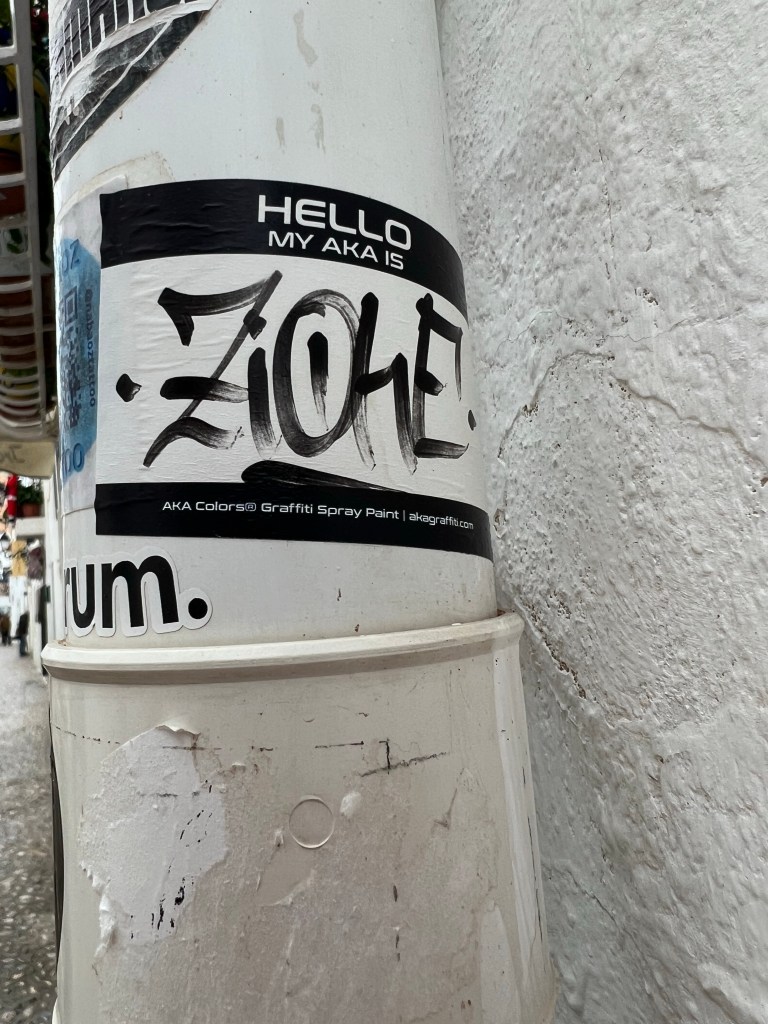 HELLO
MY AKA IS
ZiOhE
AKA Colors® Graffiti Spray Paint | akagraffiti.com
rum.